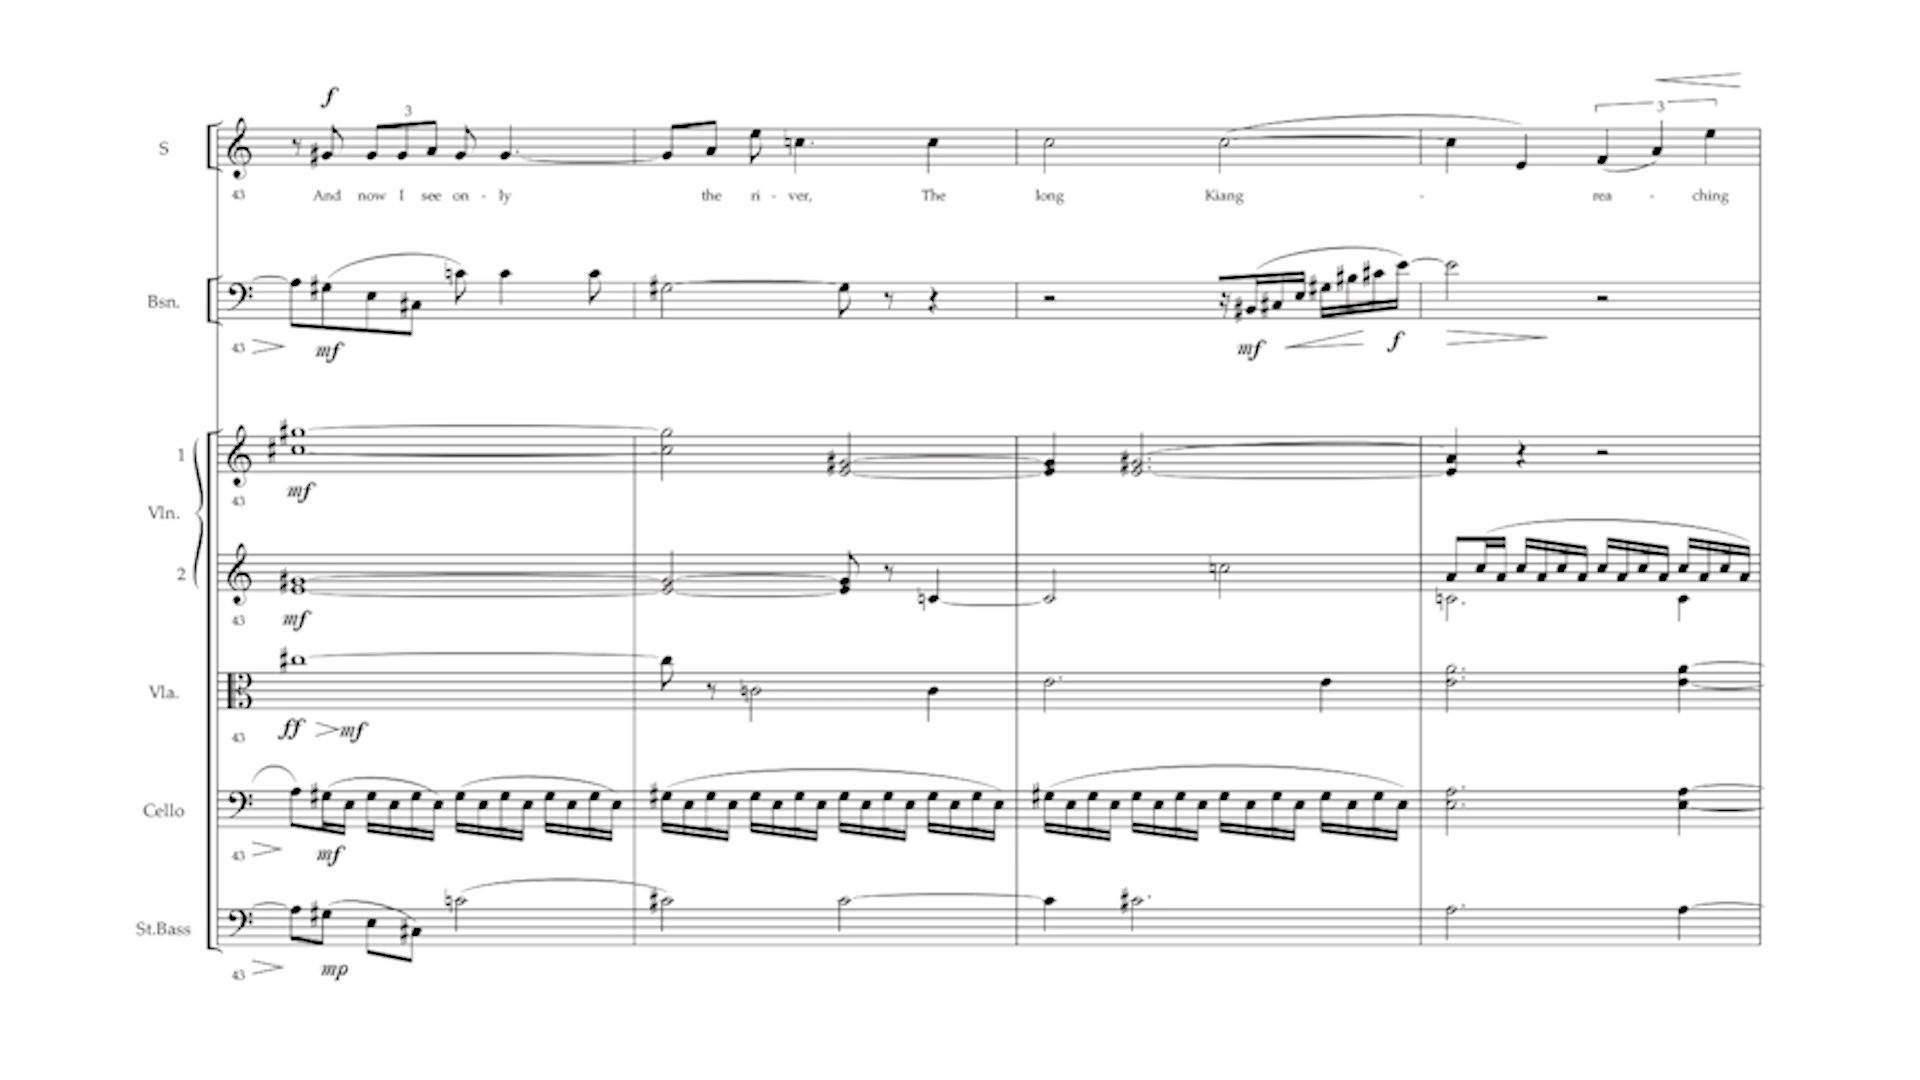 f
3
3
S
43 And now I see on - ly the ri - ver, The long Kiang - rea - ching
Bsn.
43 mf mf f
1
mf
43
Vln.
2
43 mf
Vla.
43 ff mf
Cello
43 mf
St.Bass
43 mp